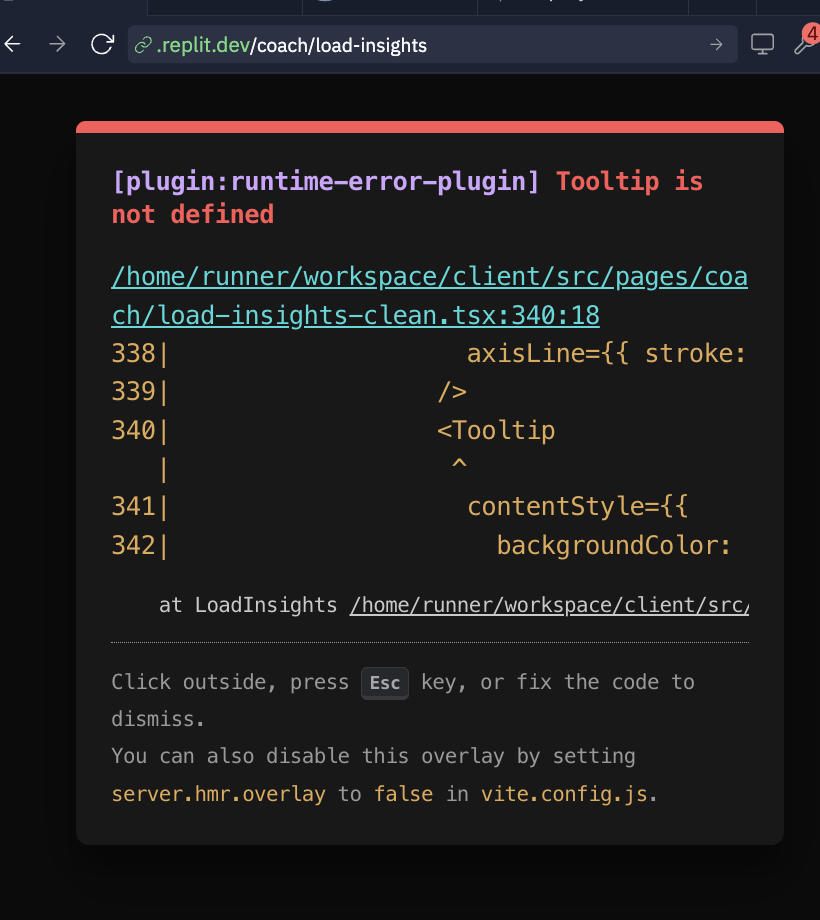 .replit.dev/coach/load-insights
4
[plugin:runtime-error-plugin] Tooltip is
not defined
/home/runner/workspace/client/src/pages/coa
ch/load-insights-clean.tsx:340:18
338|                    axisLine={{ stroke:
339|                  />
340|                  <Tooltip
   |                   ^
341|                    contentStyle={{
342|                      backgroundColor:
at LoadInsights /home/runner/workspace/client/src/
Click outside, press Esc key, or fix the code to
dismiss.
You can also disable this overlay by setting
server.hmr.overlay to false in vite.config.js.